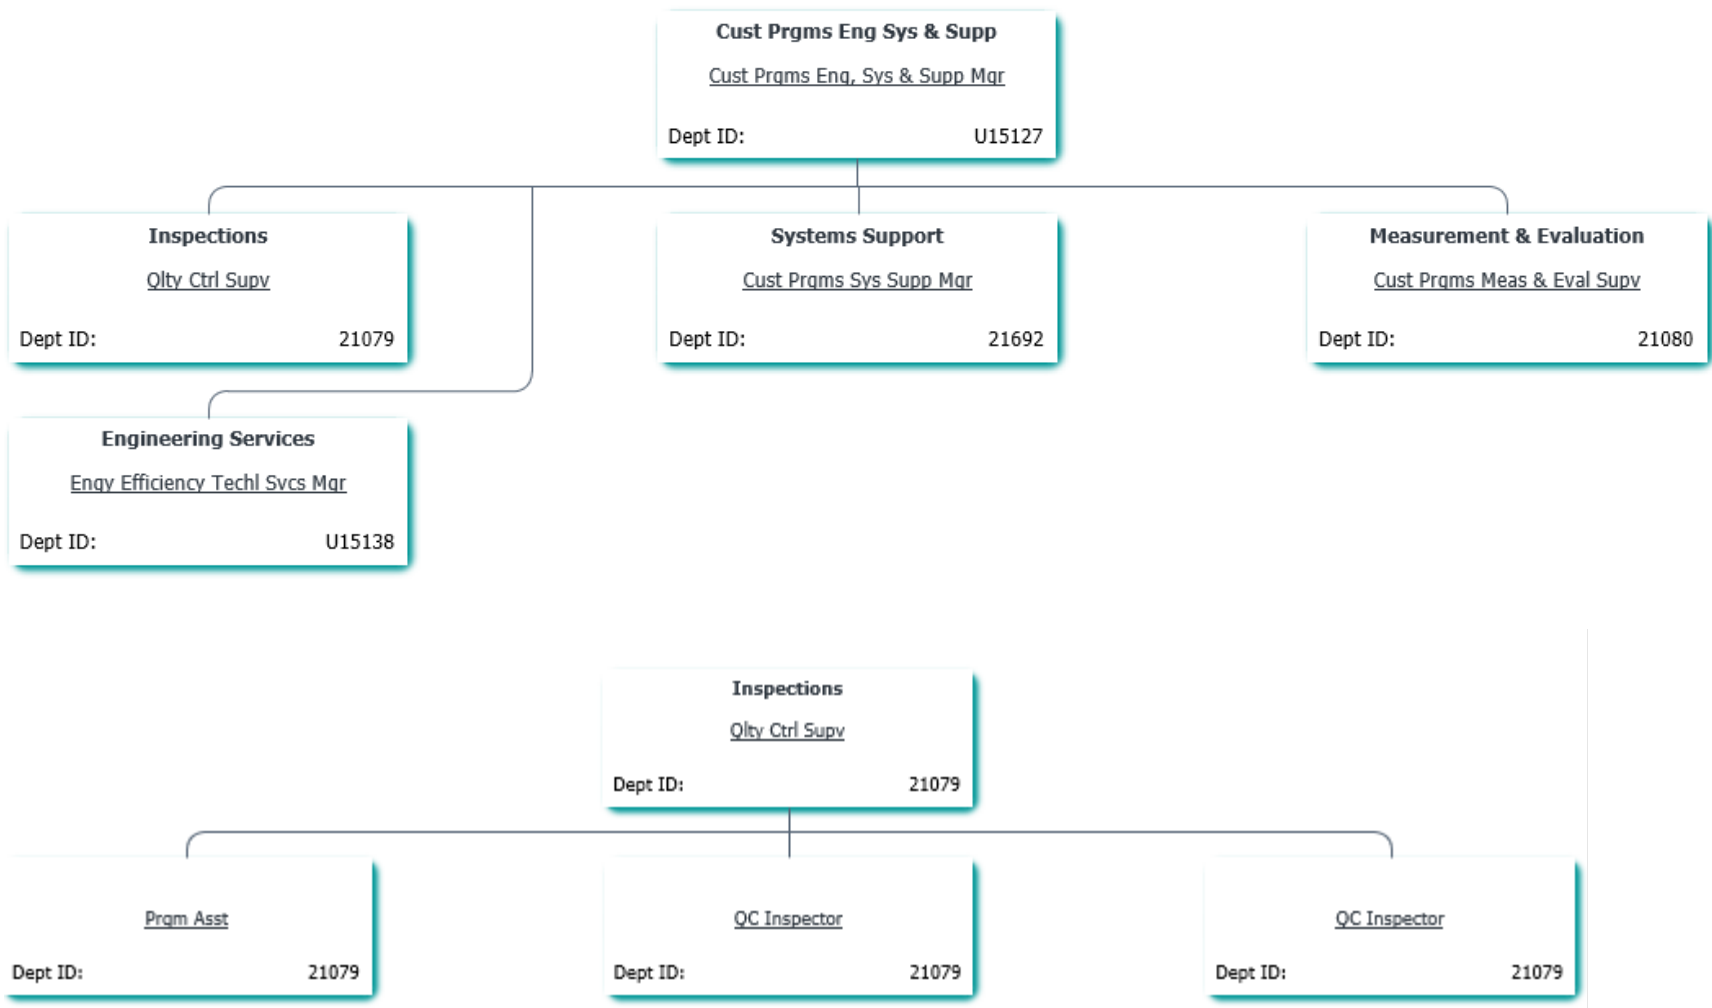 Cust Prgms Eng Sys & Supp
Cust Prgms Eng, Sys & Supp Mgr
Dept ID: U15127
Inspections
Qlty Ctrl Supv
Dept ID: 21079
Systems Support
Cust Prgms Sys Supp Mgr
Dept ID: 21692
Measurement & Evaluation
Cust Prgms Meas & Eval Supv
Dept ID: 21080
Engineering Services
Engy Efficiency Techl Svcs Mgr
Dept ID: U15138
Inspections
Qlty Ctrl Supv
Dept ID: 21079
Prgm Asst
Dept ID: 21079
QC Inspector
Dept ID: 21079
QC Inspector
Dept ID: 21079